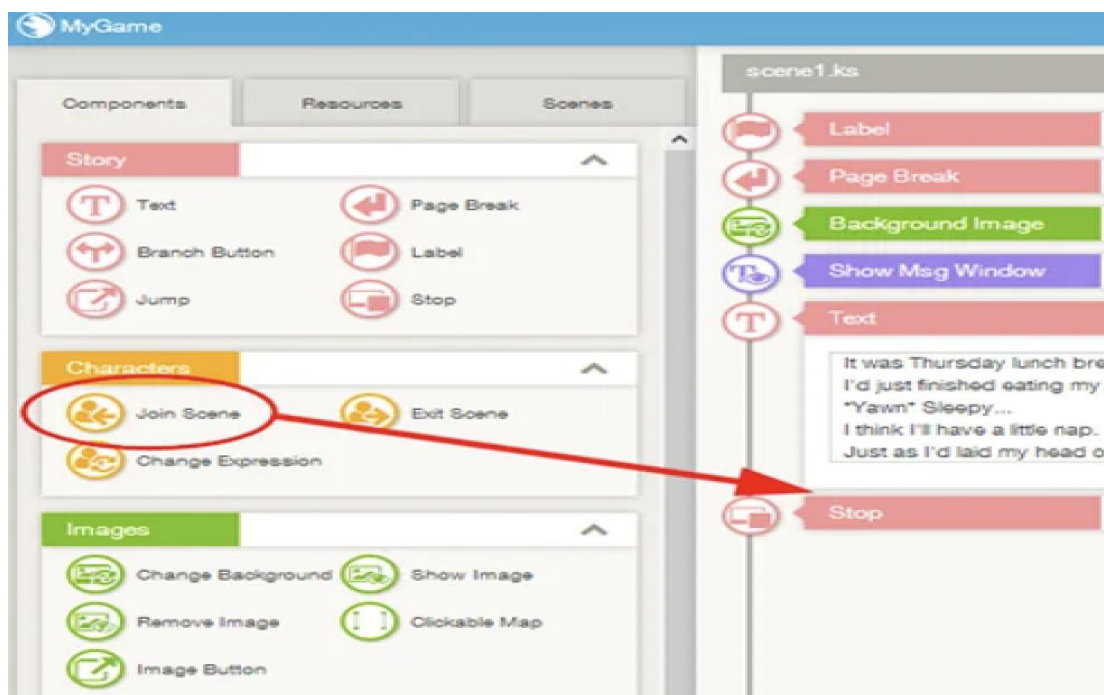 MyGame
Components Resources Scenes
Story
Text Page Break
Branch Button Label
Jump Stop
Characters
Join Scene Exit Scene
Change Expression
Images
Change Background Show Image
Remove Image Clickable Map
Image Button
scene1.ks
Label
Page Break
Background Image
Show Msg Window
Text
It was Thursday lunch bre
I'd just finished eating my
*Yawn* Sleepy...
I think I'll have a little nap.
Just as I'd laid my head o
Stop